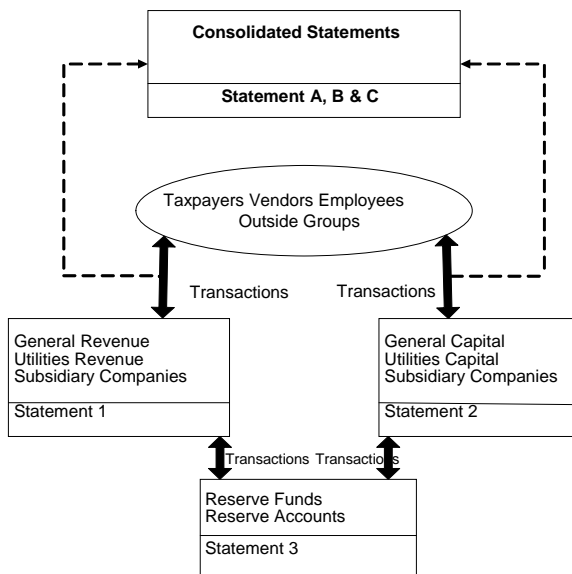 Consolidated Statements
Statement A, B & C
Taxpayers Vendors Employees
Outside Groups
Transactions
Transactions
General Revenue
Utilities Revenue
Subsidiary Companies
Statement 1
General Capital
Utilities Capital
Subsidiary Companies
Statement 2
Transactions
Transactions
Reserve Funds
Reserve Accounts
Statement 3